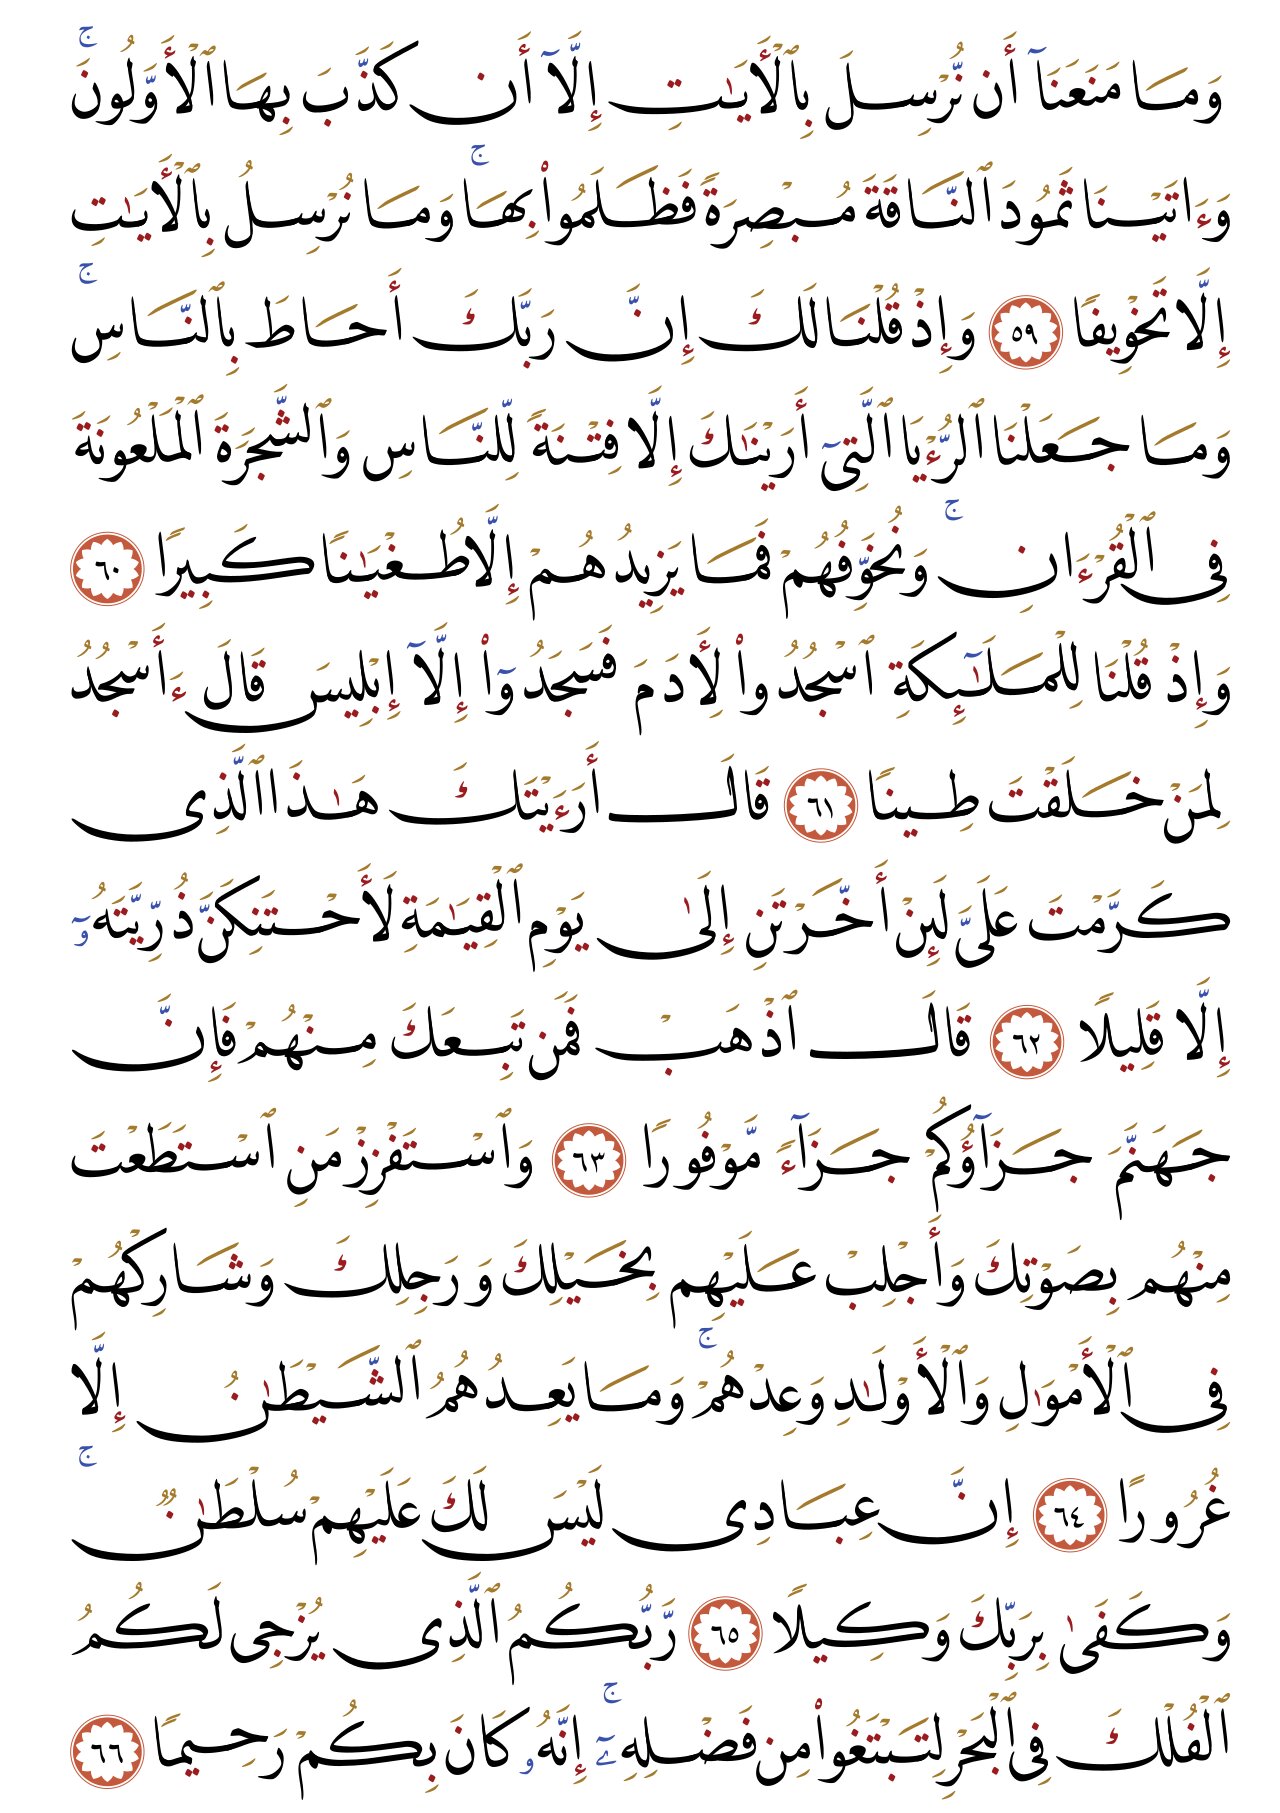 وَمَا مَنَعَنَآ أَن نُّرْسِلَ بِٱلْأَيَٰتِ إِلَّآ أَن كَذَّبَ بِهَا ٱلْأَوَّلُونَ ۚ
وَءَاتَيْنَا ثَمُودَ ٱلنَّاقَةَ مُبْصِرَةً فَظَلَمُوا۟ بِهَا ۚ وَمَا نُرْسِلُ بِٱلْأَيَٰتِ
إِلَّا تَخْوِيفًا ٥٩ وَإِذْ قُلْنَا لَكَ إِنَّ رَبَّكَ أَحَاطَ بِٱلنَّاسِ ۚ
وَمَا جَعَلْنَا ٱلرُّءْيَا ٱلَّتِىٓ أَرَيْنَٰكَ إِلَّا فِتْنَةً لِّلنَّاسِ وَٱلشَّجَرَةَ ٱلْمَلْعُونَةَ
فِى ٱلْقُرْءَانِ ۚ وَنُخَوِّفُهُمْ فَمَا يَزِيدُهُمْ إِلَّا طُغْيَٰنًا كَبِيرًا ٦٠
وَإِذْ قُلْنَا لِلْمَلَٰٓئِكَةِ ٱسْجُدُوا۟ لِأَدَمَ فَسَجَدُوٓا۟ إِلَّآ إِبْلِيسَ قَالَ ءَأَسْجُدُ
لِمَنْ خَلَقْتَ طِينًا ٦١ قَالَ أَرَءَيْتَكَ هَٰذَا ٱلَّذِى
كَرَّمْتَ عَلَىَّ لَئِنْ أَخَّرْتَنِ إِلَىٰ يَوْمِ ٱلْقِيَٰمَةِ لَأَحْتَنِكَنَّ ذُرِّيَّتَهُۥٓ
إِلَّا قَلِيلًا ٦٢ قَالَ ٱذْهَبْ فَمَن تَبِعَكَ مِنْهُمْ فَإِنَّ
جَهَنَّمَ جَزَآؤُكُمْ جَزَآءً مَّوْفُورًا ٦٣ وَٱسْتَفْزِزْ مَنِ ٱسْتَطَعْتَ
مِنْهُم بِصَوْتِكَ وَأَجْلِبْ عَلَيْهِم بِخَيْلِكَ وَرَجِلِكَ وَشَارِكْهُمْ
فِى ٱلْأَمْوَٰلِ وَٱلْأَوْلَٰدِ وَعِدْهُمْ ۚ وَمَا يَعِدُهُمُ ٱلشَّيْطَٰنُ إِلَّا
غُرُورًا ٦٤ إِنَّ عِبَادِى لَيْسَ لَكَ عَلَيْهِمْ سُلْطَٰنٌ ۚ
وَكَفَىٰ بِرَبِّكَ وَكِيلًا ٦٥ رَّبُّكُمُ ٱلَّذِى يُزْجِى لَكُمُ
ٱلْفُلْكَ فِى ٱلْبَحْرِ لِتَبْتَغُوا۟ مِن فَضْلِهِۦٓ ۚ إِنَّهُۥ كَانَ بِكُمْ رَحِيمًا ٦٦